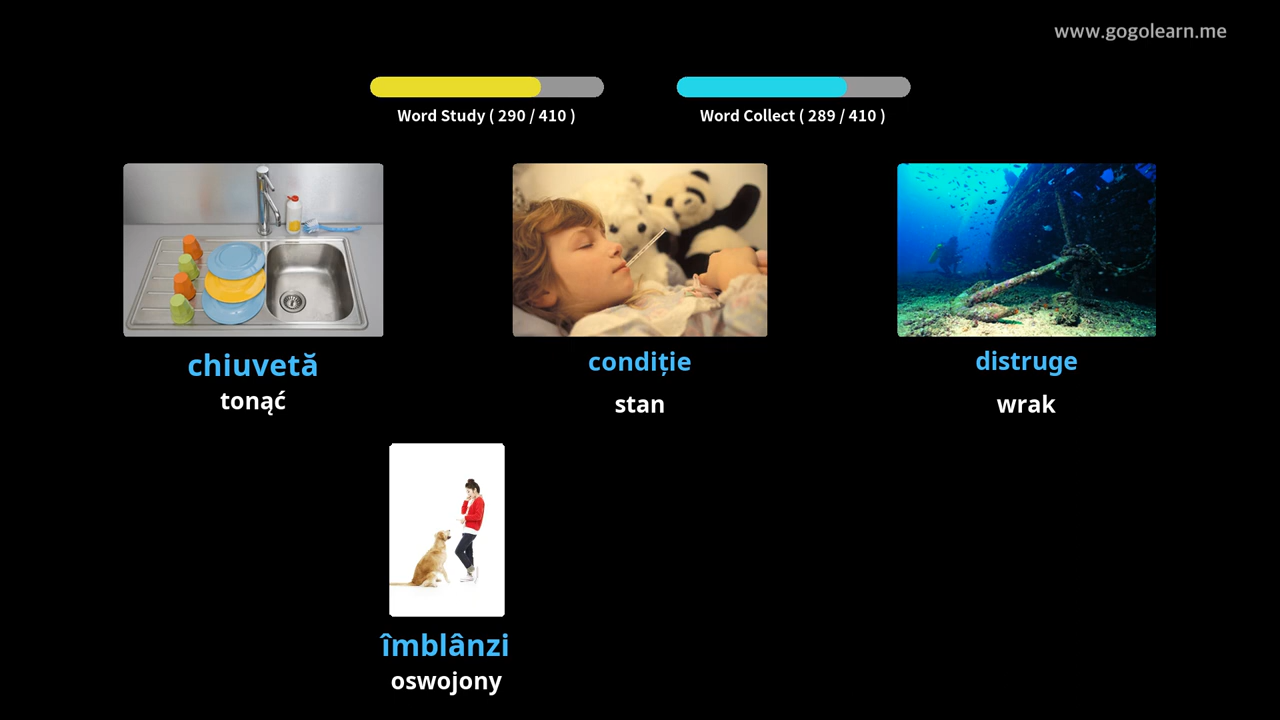 www.gogolearn.me
Word Study ( 290 / 410 )
Word Collect ( 289 / 410 )
chiuvetă
tonąć
condiție
stan
distruge
wrak
îmblânzi
oswojony